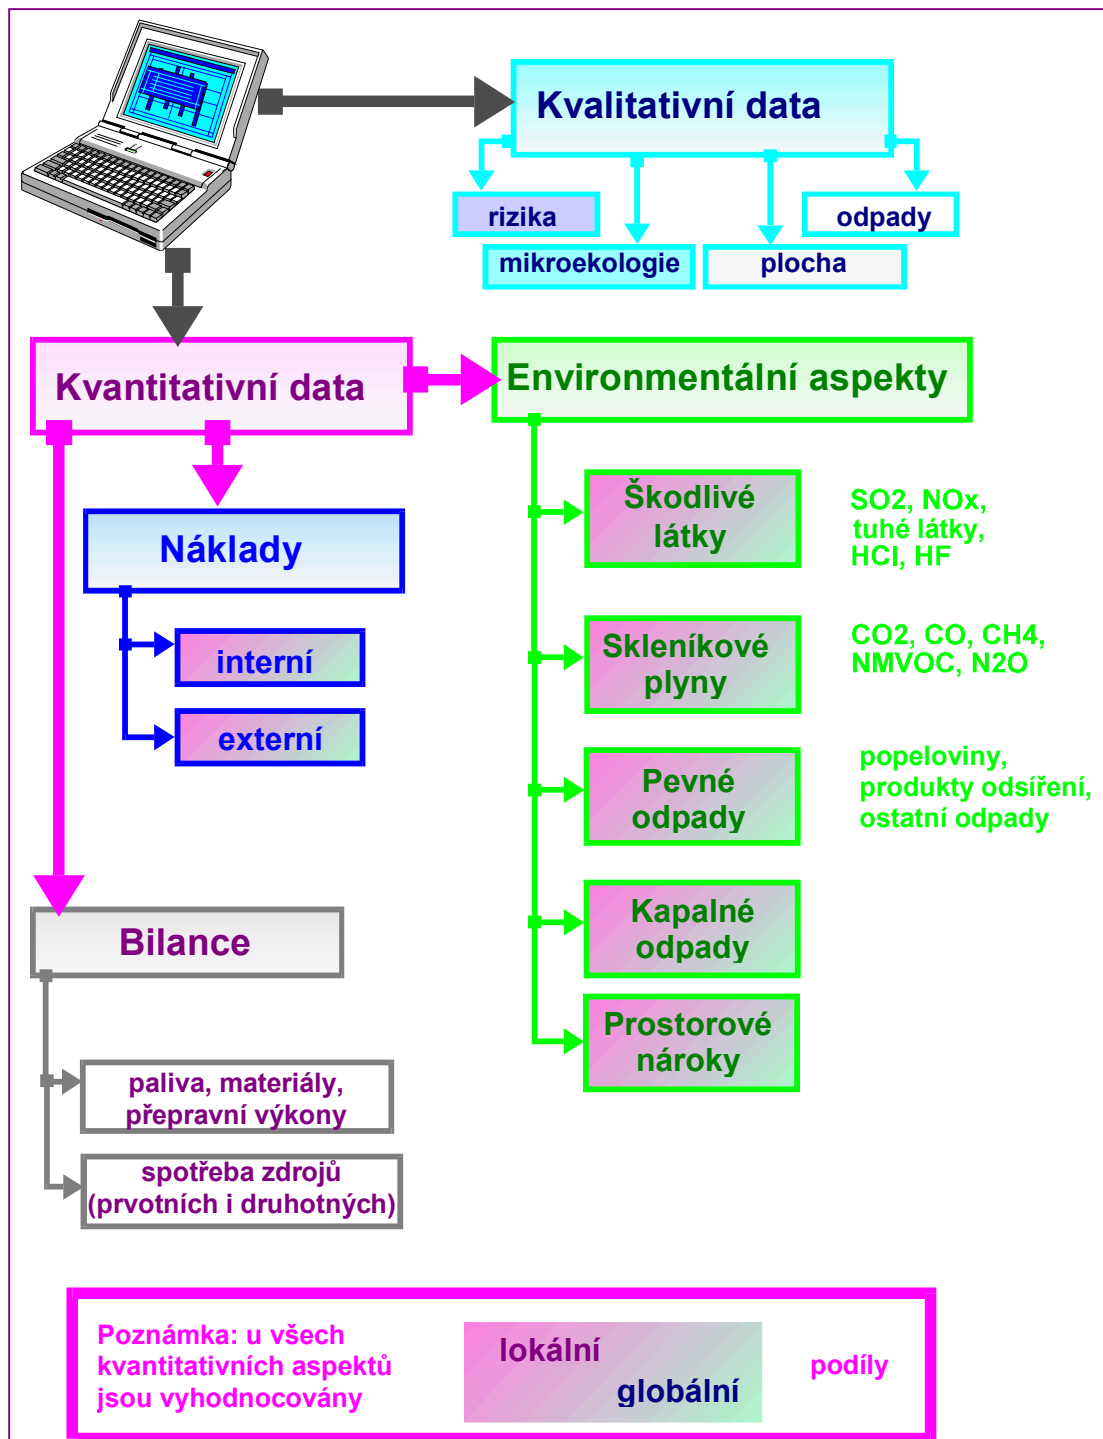 Kvalitativní data
rizika
odpady
mikroekologie
plocha
Kvantitativní data
Environmentální aspekty
Náklady
interní
externí
Škodlivé
látky
SO2, NOx,
tuhé látky,
HCl, HF
Skleníkové
plyny
CO2, CO, CH4,
NMVOC, N2O
Pevné
odpady
popeloviny,
produkty odsíření,
ostatní odpady
Kapalné
odpady
Prostorové
nároky
Bilance
paliva, materiály,
přepravní výkony
spotřeba zdrojů
(prvotních i druhotných)
Poznámka: u všech
kvantitativních aspektů
jsou vyhodnocovány
lokální
globální
podíly